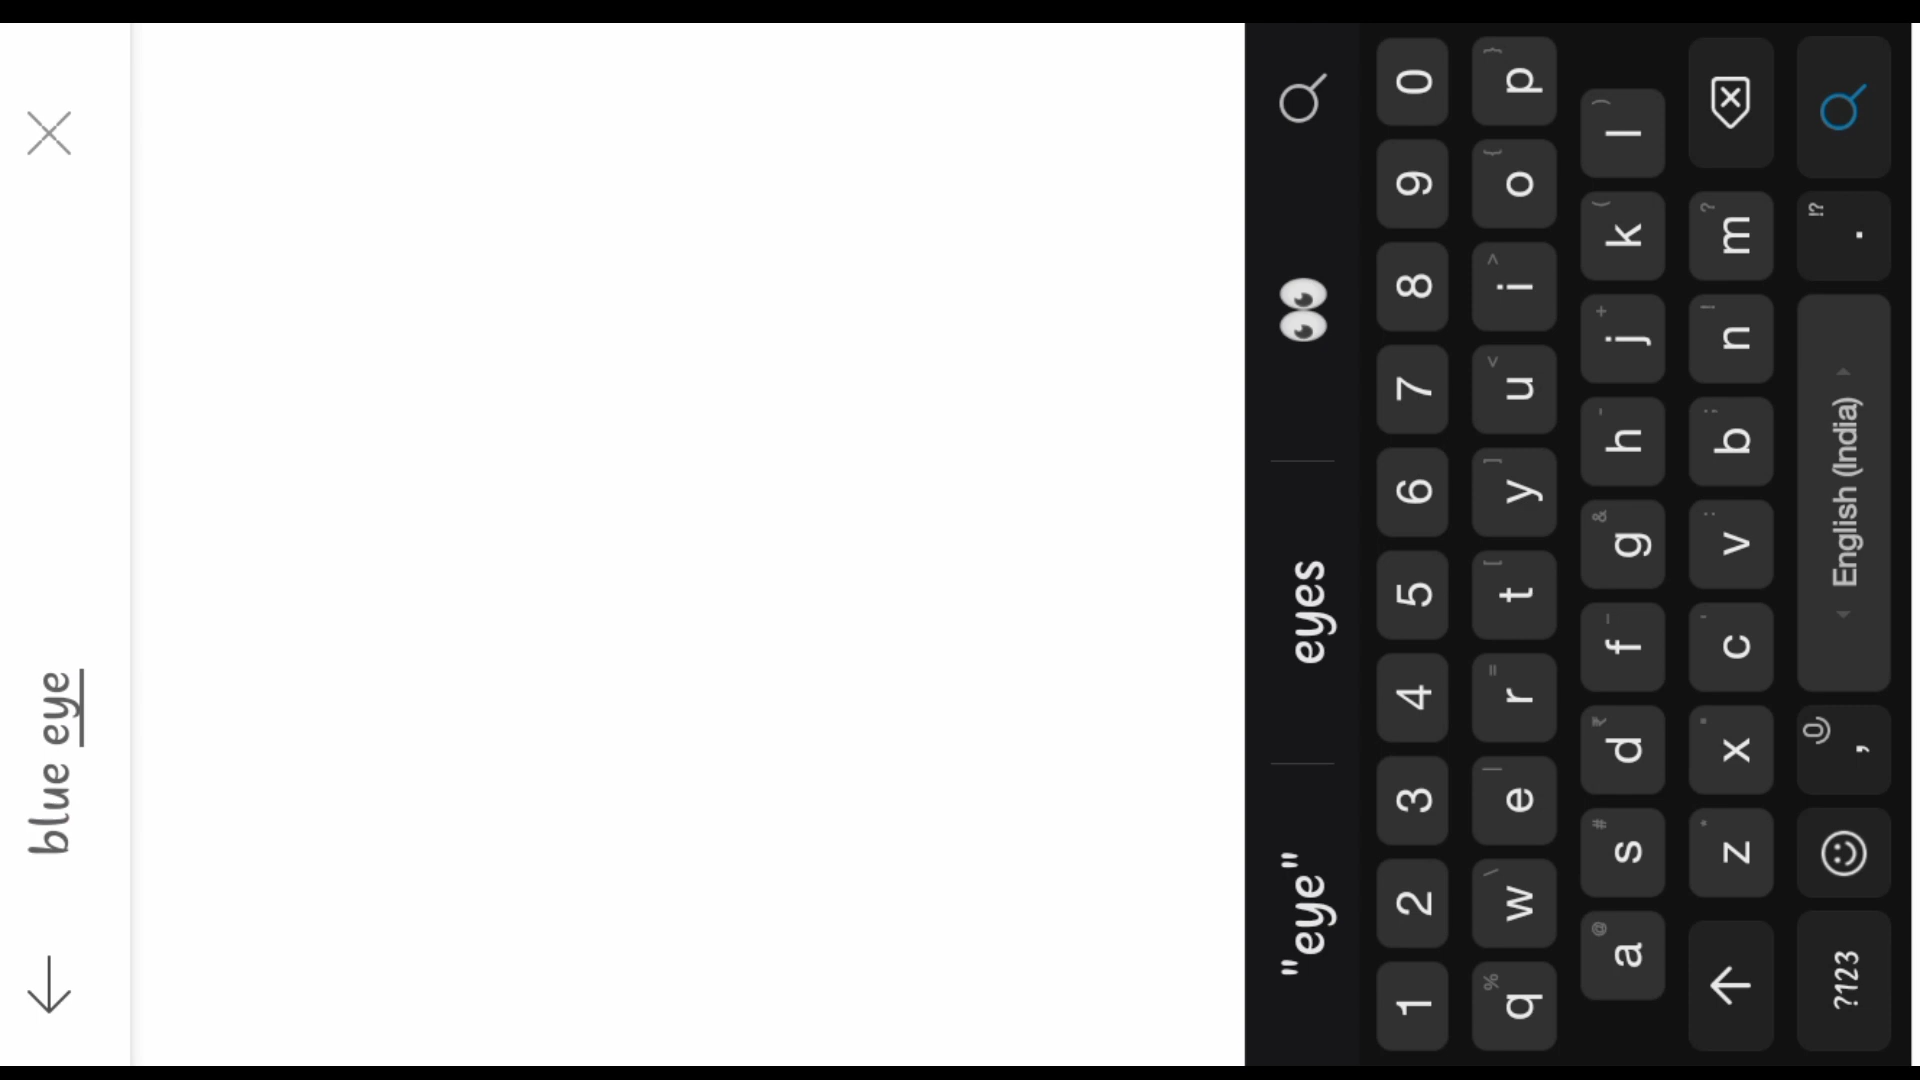 blue eye
"eye" eyes 👀
1 2 3 4 5 6 7 8 9 0
q w e r t y u i o p
a s d f g h j k l
z x c v b n m
?123 , English (India) .